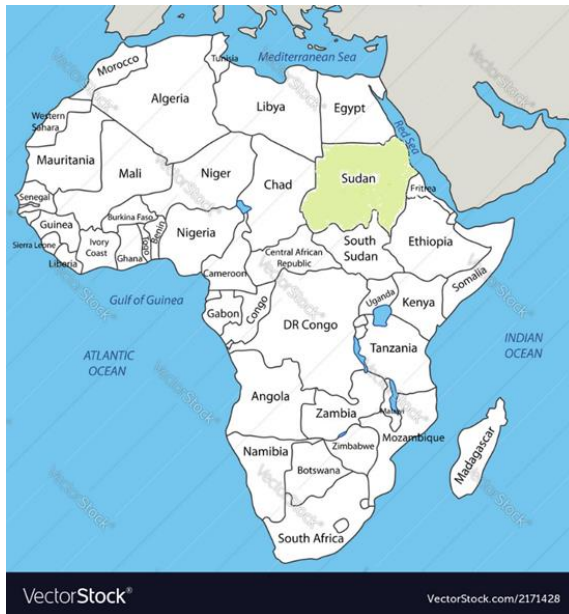 Mediterranean Sea
Tunisia
Morocco
Algeria
Libya
Egypt
Western
Sahara
Red Sea
Mauritania
Mali
Niger
Chad
Sudan
Eritrea
Senegal
Burkina Faso
Guinea
Benin
Nigeria
Togo
Ivory
Coast
Ghana
Sierra Leone
Liberia
Cameroon
Central African
Republic
South
Sudan
Ethiopia
Somalia
Gulf of Guinea
Gabon
Congo
DR Congo
Uganda
Kenya
Tanzania
ATLANTIC
OCEAN
INDIAN
OCEAN
Angola
Zambia
Malawi
Mozambique
Zimbabwe
Namibia
Botswana
Madagascar
South Africa
VectorStock®
VectorStock.com/2171428